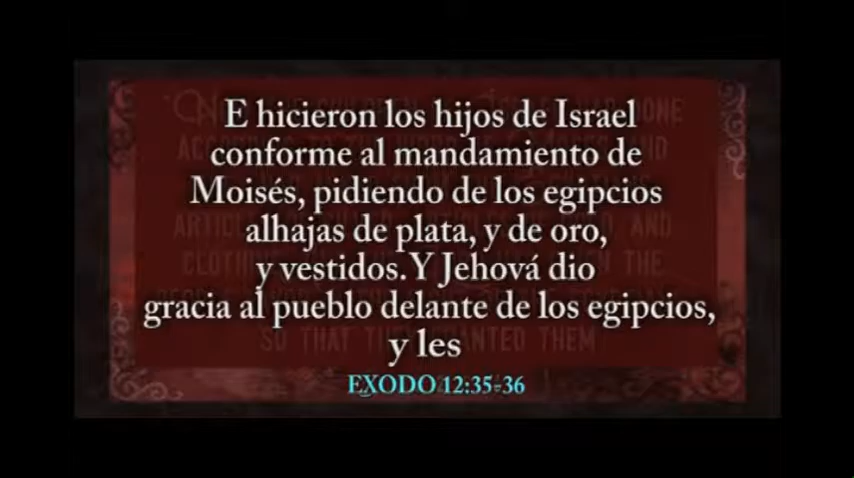 E hicieron los hijos de Israel
conforme al mandamiento de
Moisés, pidiendo de los egipcios
alhajas de plata, y de oro,
y vestidos. Y Jehová dio
gracia al pueblo delante de los egipcios,
y les
EXODO 12:35-36